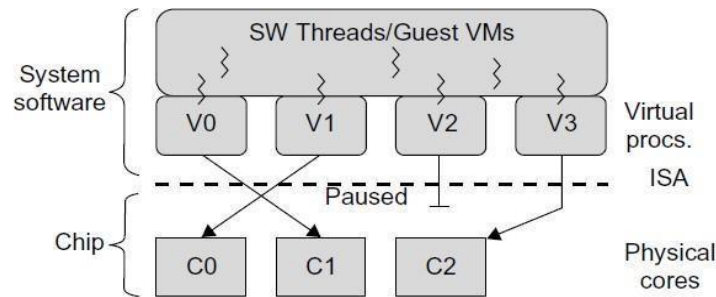 SW Threads/Guest VMs
System
software
V0 V1 V2 V3
Virtual
procs.
ISA
Paused
Chip
C0 C1 C2
Physical
cores